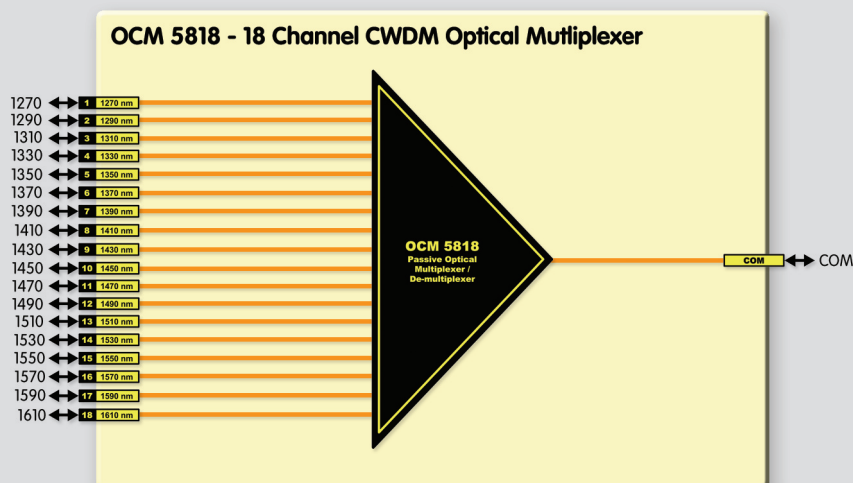 OCM 5818 - 18 Channel CWDM Optical Mutliplexer
1270 1 1270 nm
1290 2 1290 nm
1310 3 1310 nm
1330 4 1330 nm
1350 5 1350 nm
1370 6 1370 nm
1390 7 1390 nm
1410 8 1410 nm
1430 9 1430 nm
1450 10 1450 nm
1470 11 1470 nm
1490 12 1490 nm
1510 13 1510 nm
1530 14 1530 nm
1550 15 1550 nm
1570 16 1570 nm
1590 17 1590 nm
1610 18 1610 nm
OCM 5818
Passive Optical
Multiplexer /
De-multiplexer
COM COM